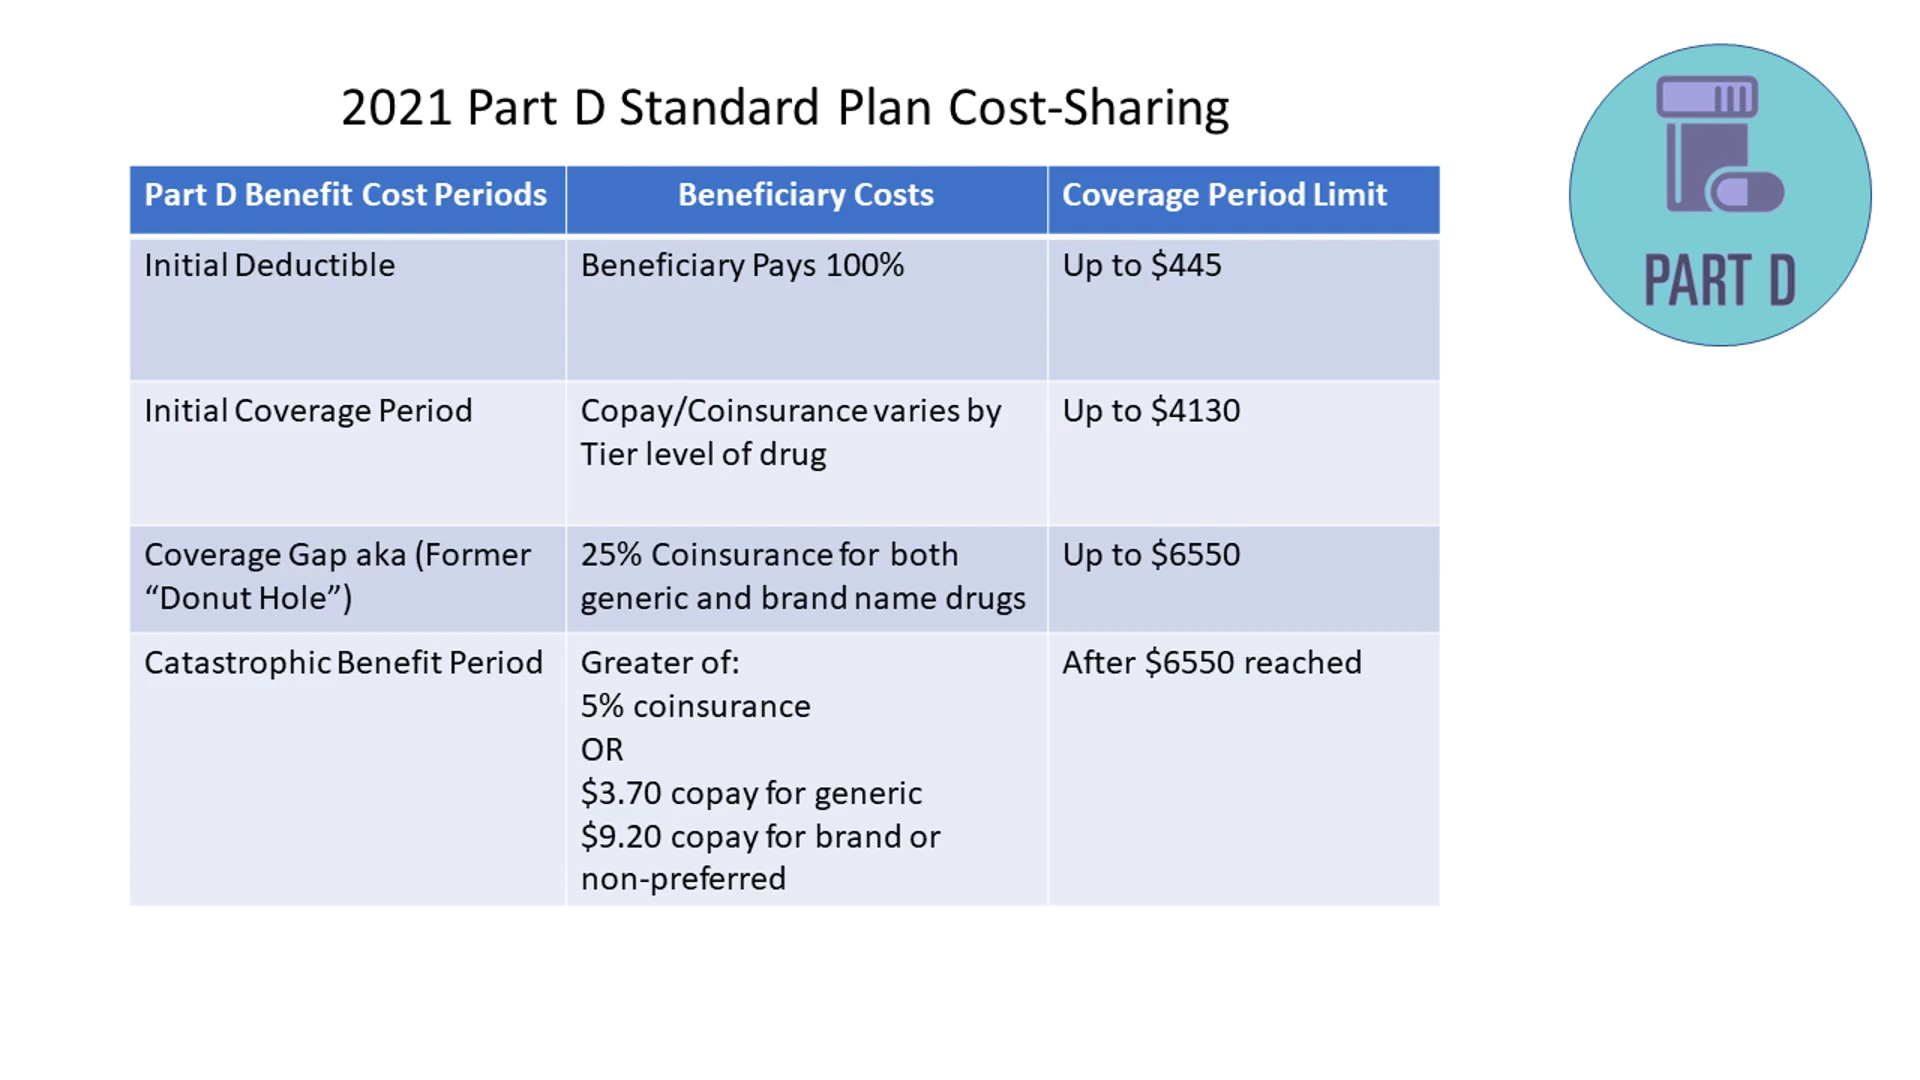 2021 Part D Standard Plan Cost-Sharing
PART D
Part D Benefit Cost Periods
Beneficiary Costs
Coverage Period Limit
Initial Deductible
Beneficiary Pays 100%
Up to $445
Initial Coverage Period
Copay/Coinsurance varies by
Tier level of drug
Up to $4130
Coverage Gap aka (Former
“Donut Hole”)
25% Coinsurance for both
generic and brand name drugs
Up to $6550
Catastrophic Benefit Period
Greater of:
5% coinsurance
OR
$3.70 copay for generic
$9.20 copay for brand or
non-preferred
After $6550 reached